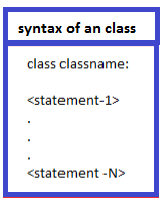 syntax of an class
class classname:
<statement-1>
.
.
.
<statement -N>